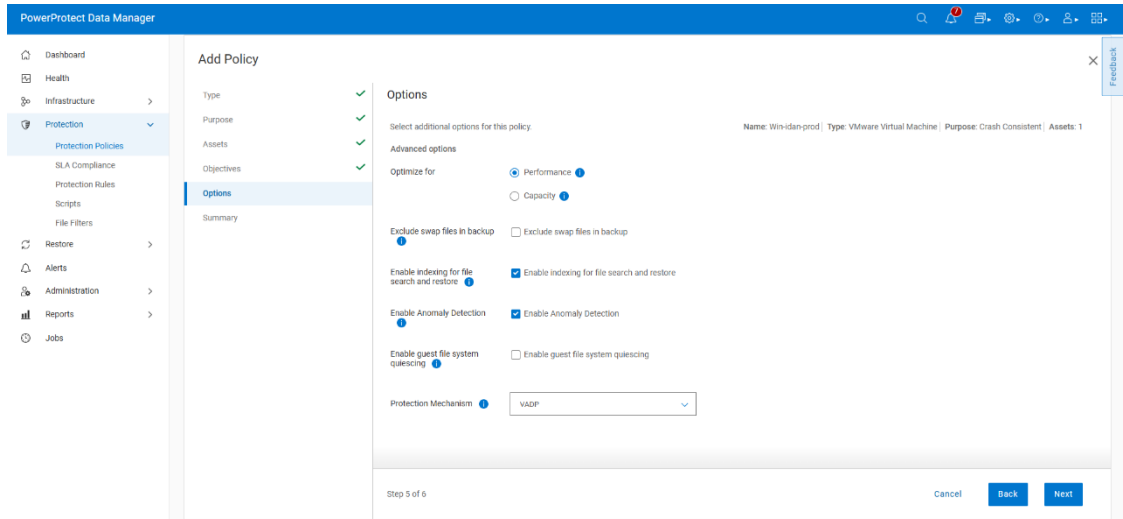 PowerProtect Data Manager
7
Feedback
Dashboard
Health
Infrastructure
Protection
Protection Policies
SLA Compliance
Protection Rules
Scripts
File Filters
Restore
Alerts
Administration
Reports
Jobs
Add Policy
Type
Purpose
Assets
Objectives
Options
Summary
Options
Select additional options for this policy.
Name: Win-idan-prod | Type: VMware Virtual Machine | Purpose: Crash Consistent | Assets: 1
Advanced options
Optimize for
Performance
Capacity
Exclude swap files in backup
Exclude swap files in backup
Enable indexing for file
search and restore
Enable indexing for file search and restore
Enable Anomaly Detection
Enable Anomaly Detection
Enable guest file system
quiescing
Enable guest file system quiescing
Protection Mechanism
VADP
Step 5 of 6
Cancel
Back
Next